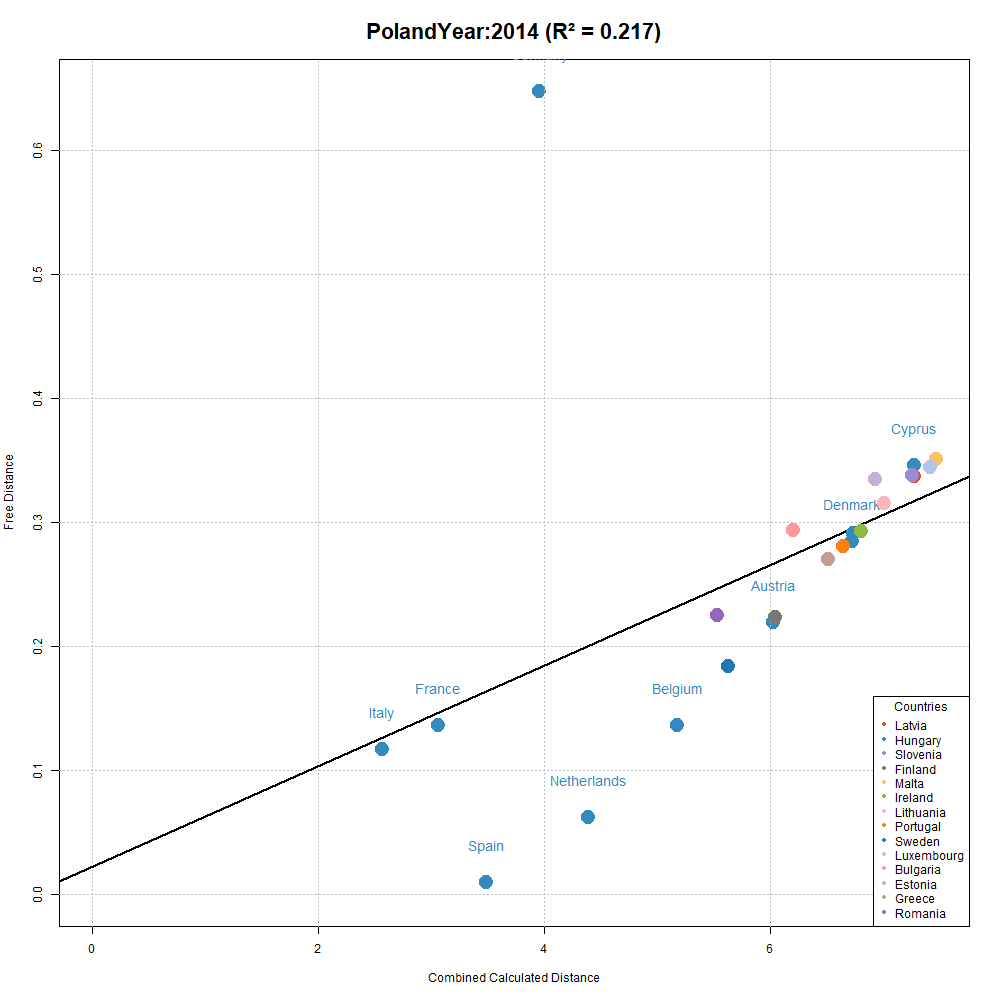 PolandYear:2014 (R² = 0.217)
Free Distance
0.6
0.5
0.4
0.3
0.2
0.1
0.0
Cyprus
Denmark
Austria
France
Belgium
Italy
Netherlands
Spain
Countries
Latvia
Hungary
Slovenia
Finland
Malta
Ireland
Lithuania
Portugal
Sweden
Luxembourg
Bulgaria
Estonia
Greece
Romania
0 2 4 6
Combined Calculated Distance